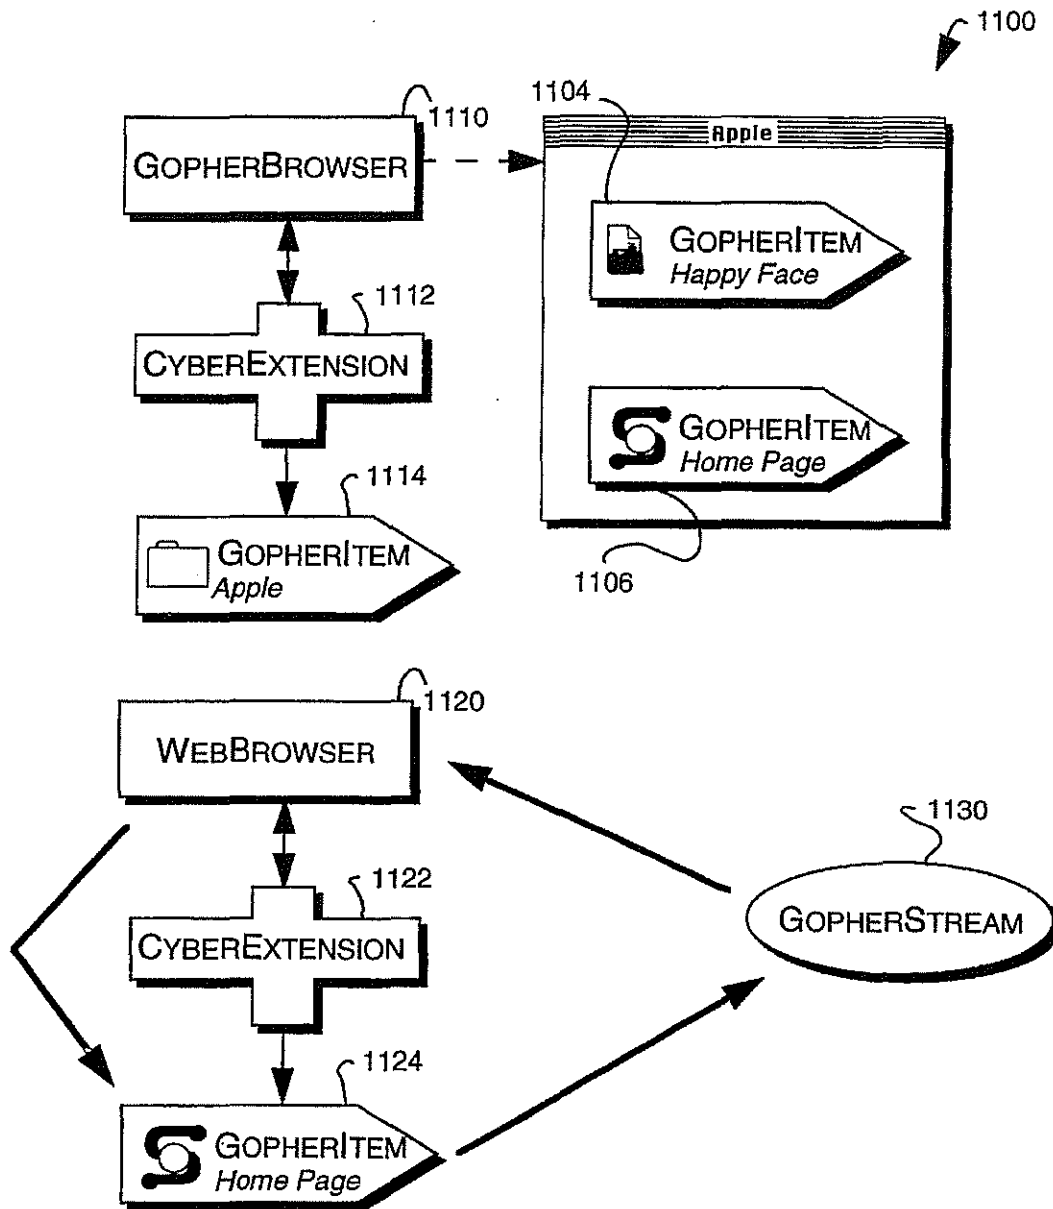 1100
1110
GOPHERBROWSER
1104
Apple
GOPHERITEM
Happy Face
1112
CYBEREXTENSION
GOPHERITEM
Home Page
1106
1114
GOPHERITEM
Apple
1120
WEBBROWSER
1130
GOPHERSTREAM
1122
CYBEREXTENSION
1124
GOPHERITEM
Home Page